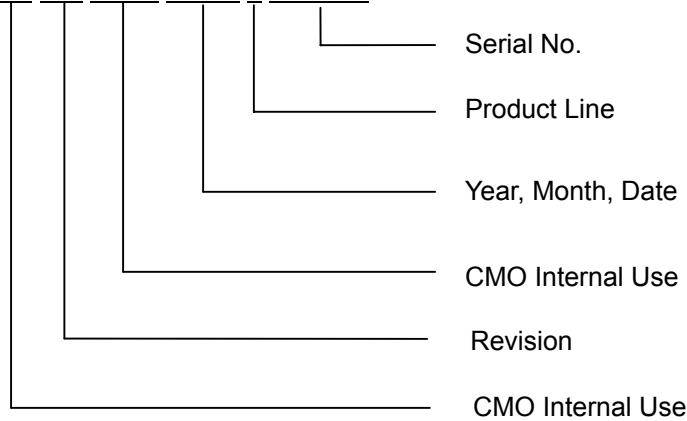 Serial No.
Product Line
Year, Month, Date
CMO Internal Use
Revision
CMO Internal Use